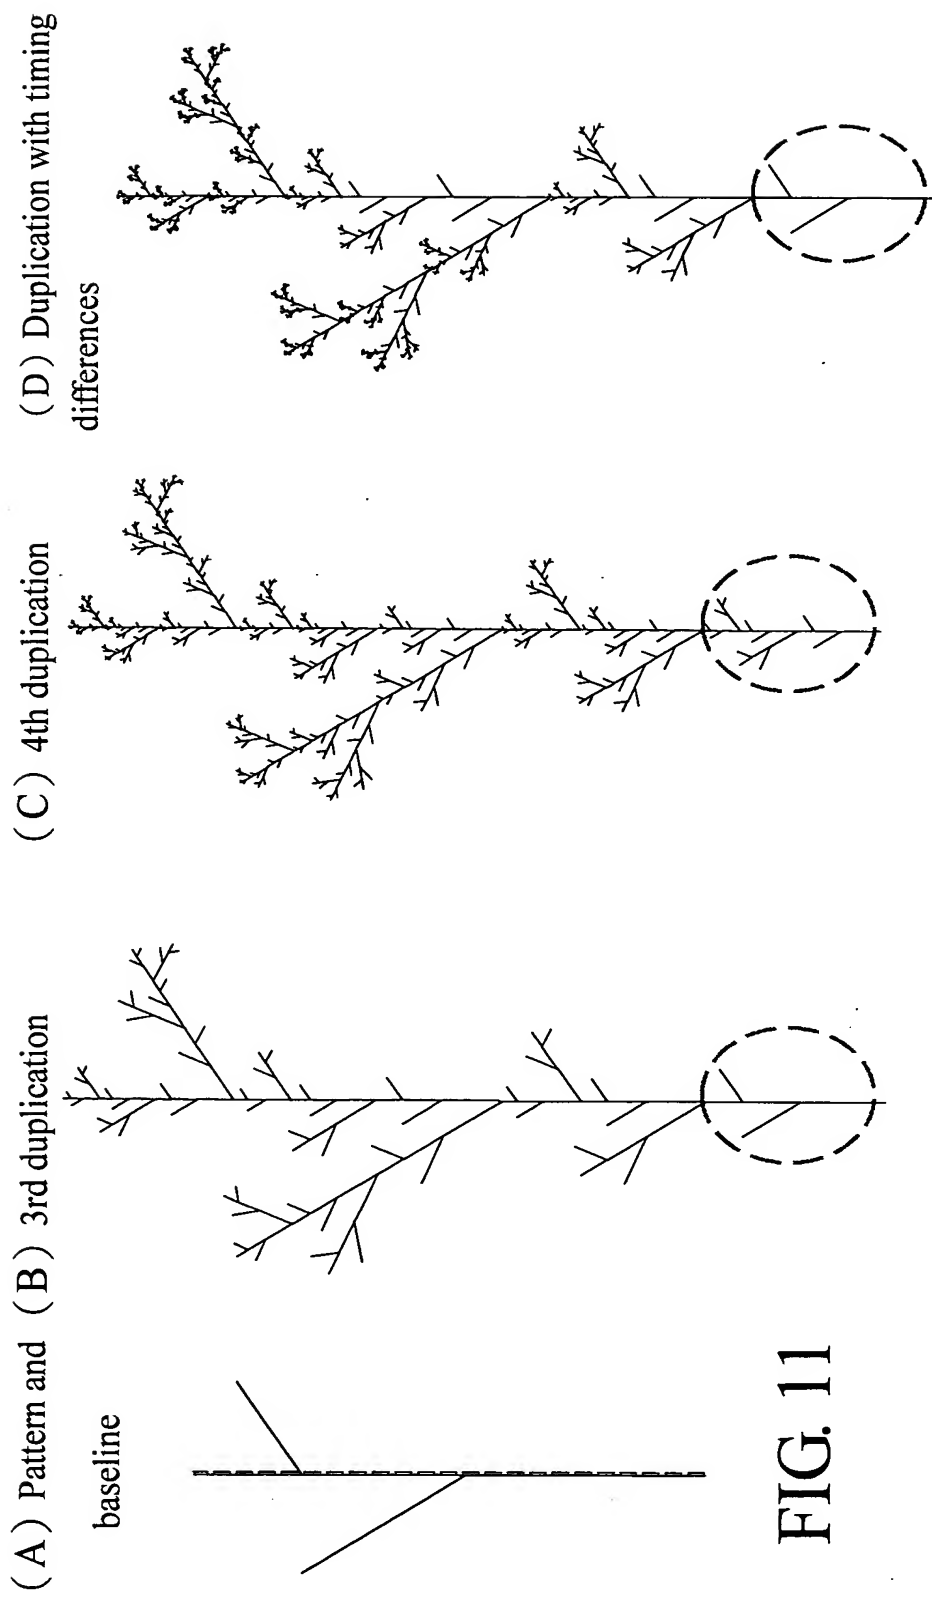 (A) Pattern and
baseline
(B) 3rd duplication
(C) 4th duplication
(D) Duplication with timing
differences
FIG. 11